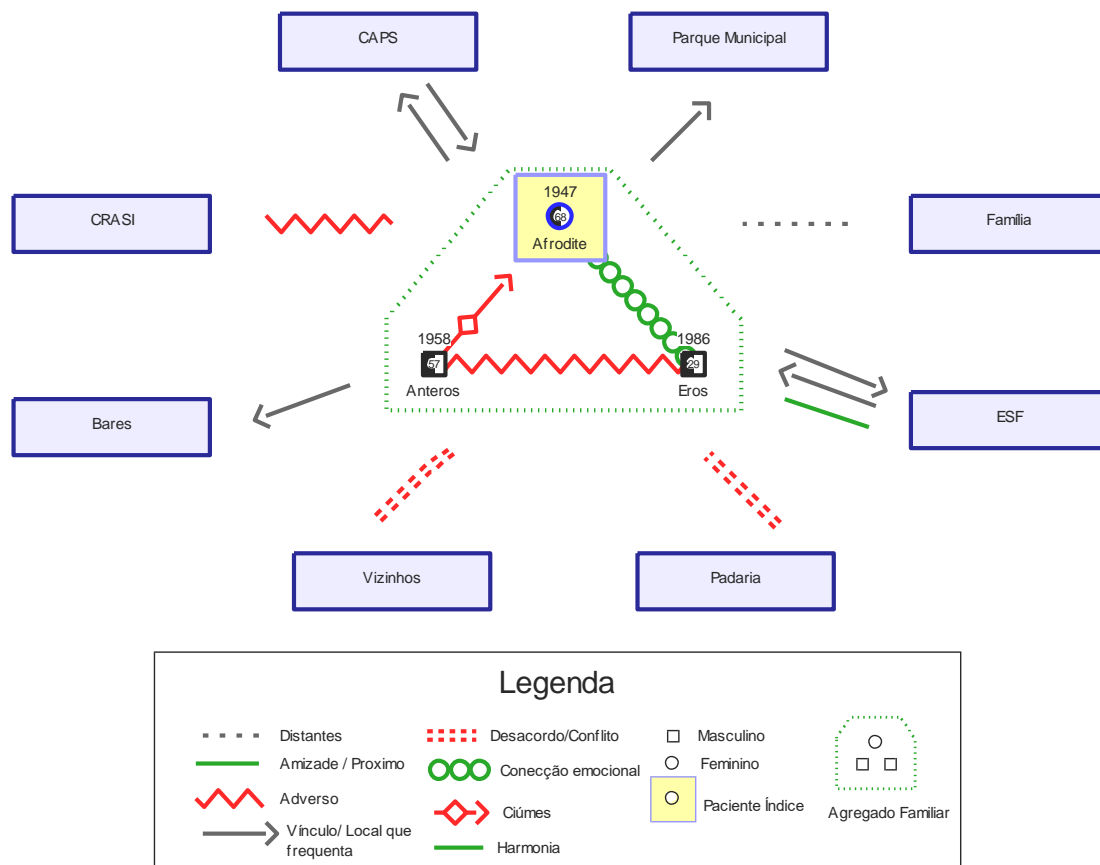 CAPS
Parque Municipal
CRASI
1947
68
Afrodite
Família
1958
57
Anteros
1986
29
Eros
Bares
ESF
Vizinhos
Padaria
Legenda
Distantes
Amizade / Proximo
Adverso
Vínculo/ Local que
frequenta
Desacordo/Conflito
Conecção emocional
Ciúmes
Harmonia
Masculino
Feminino
Paciente Índice
Agregado Familiar